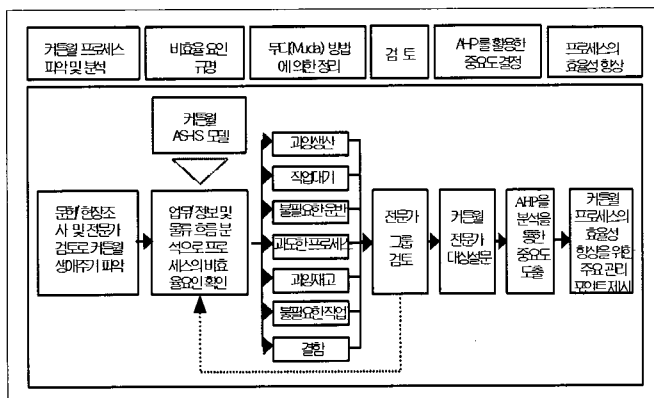 커튼월 프로세스
파악 및 분석
비효율 요인
규명
무다(Muda) 방법
에 의한 정리
검 토
AHP를 활용한
중요도 결정
프로세스의
효율성 향상
커튼월
AS-IS 모델
문헌/현장조
사 및 전문가
검토로 커튼월
생애주기 파악
업무/정보 및
물류 흐름 분
석으로 프로
세스의 비효
율요인 확인
과잉생산
작업대기
불필요한 운반
과도한 프로세스
과잉재고
불필요한 작업
결함
전문가
그룹
검토
커튼월
전문가
대상설문
AHP을
분석을
통한
중요도
도출
커튼월
프로세스의
효율성
향상을 위한
주요 관리
포인트 제시